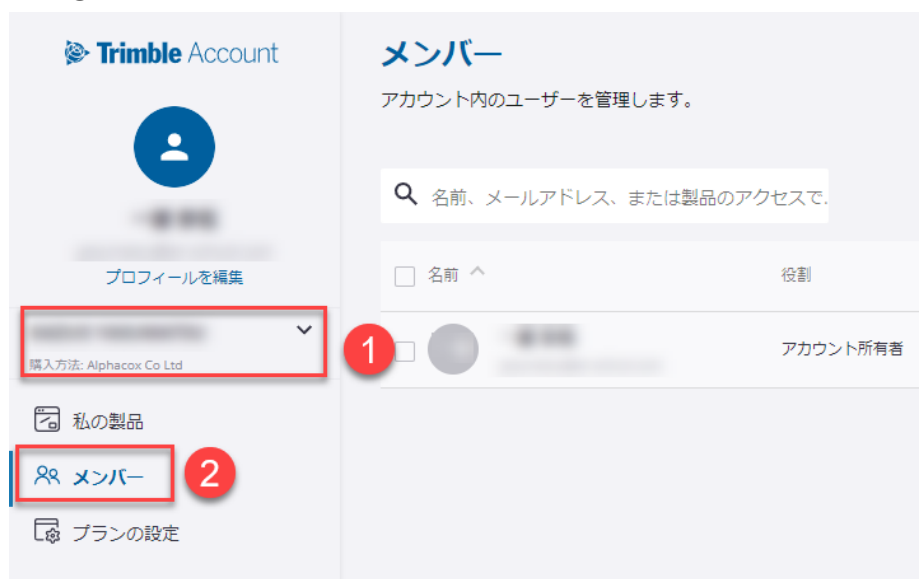 Trimble Account
プロフィールを編集
購入方法: Alphacox Co Ltd
1
私の製品
メンバー
2
プランの設定
メンバー
アカウント内のユーザーを管理します。
名前、メールアドレス、または製品のアクセスで.
名前
役割
アカウント所有者